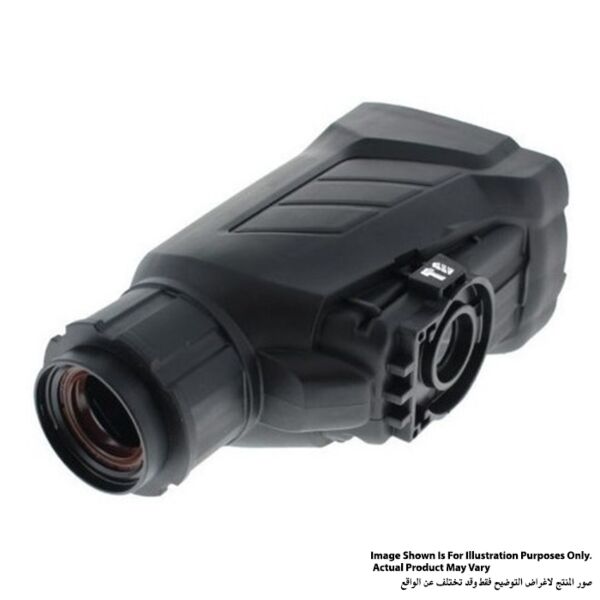 Image Shown Is For Illustration Purposes Only.
Actual Product May Vary
صور المنتج لاغراض التوضيح فقط وقد تختلف عن الواقع